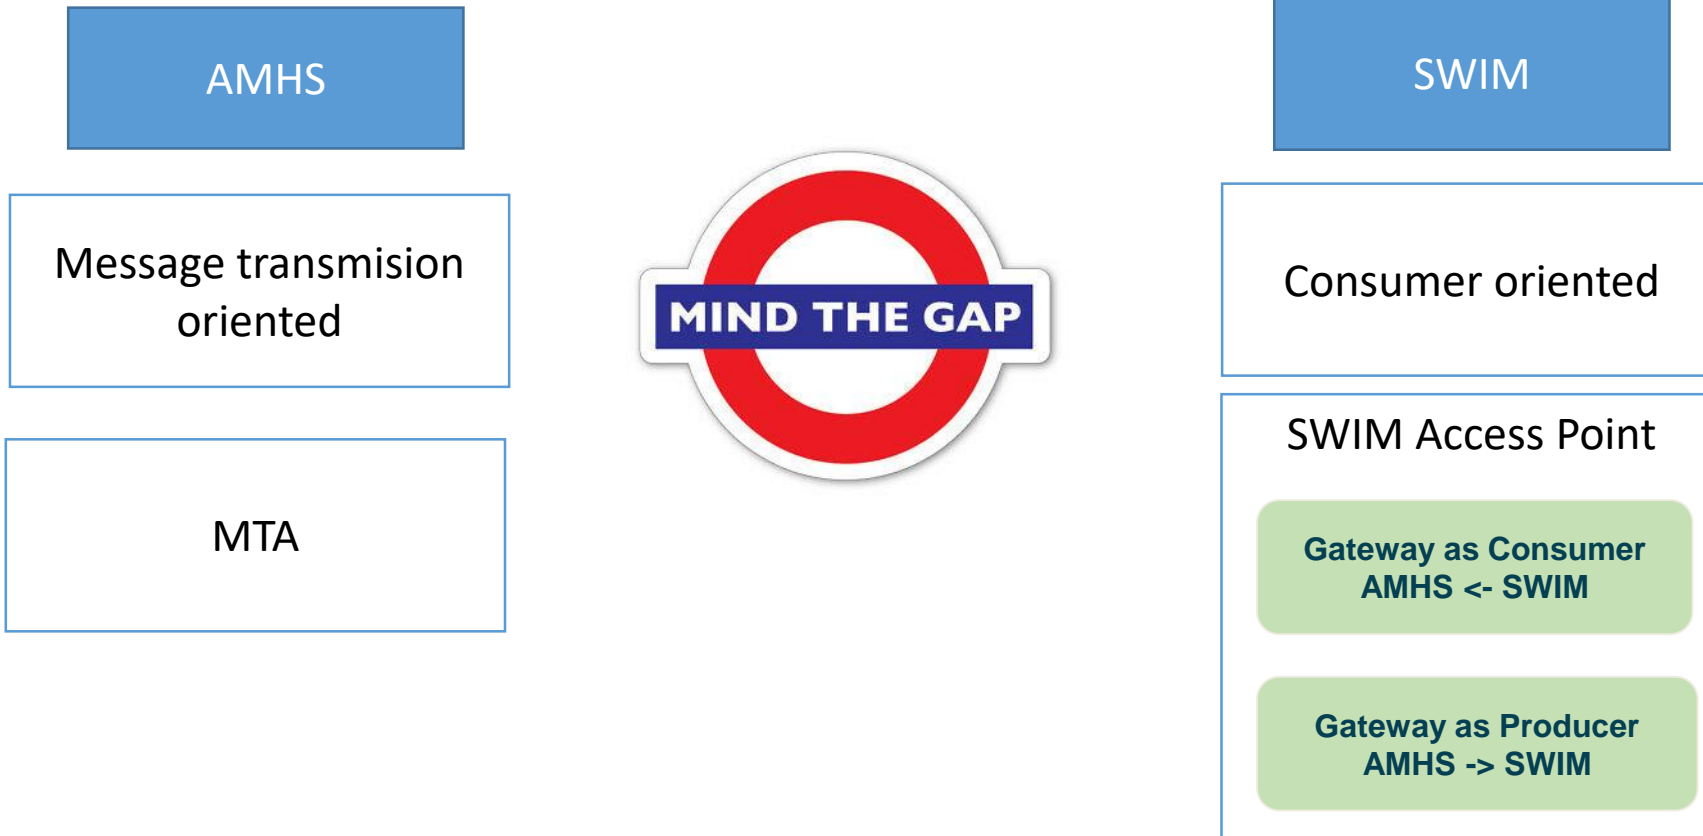 AMHS
Message transmision
oriented
MTA
MIND THE GAP
SWIM
Consumer oriented
SWIM Access Point
Gateway as Consumer
AMHS <- SWIM
Gateway as Producer
AMHS -> SWIM